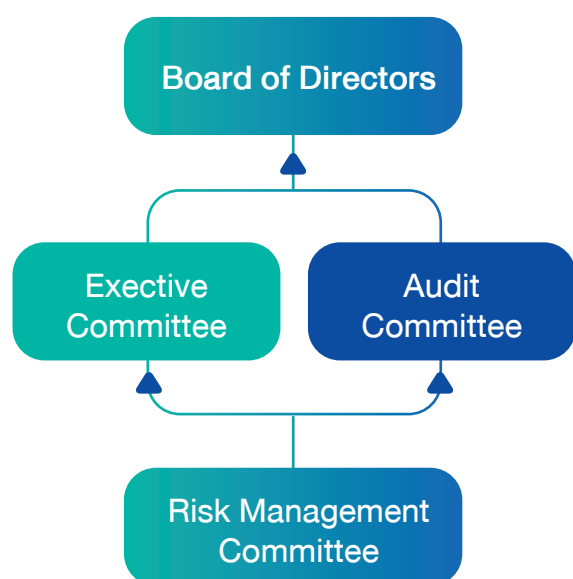 Board of Directors
Exective
Committee
Audit
Committee
Risk Management
Committee